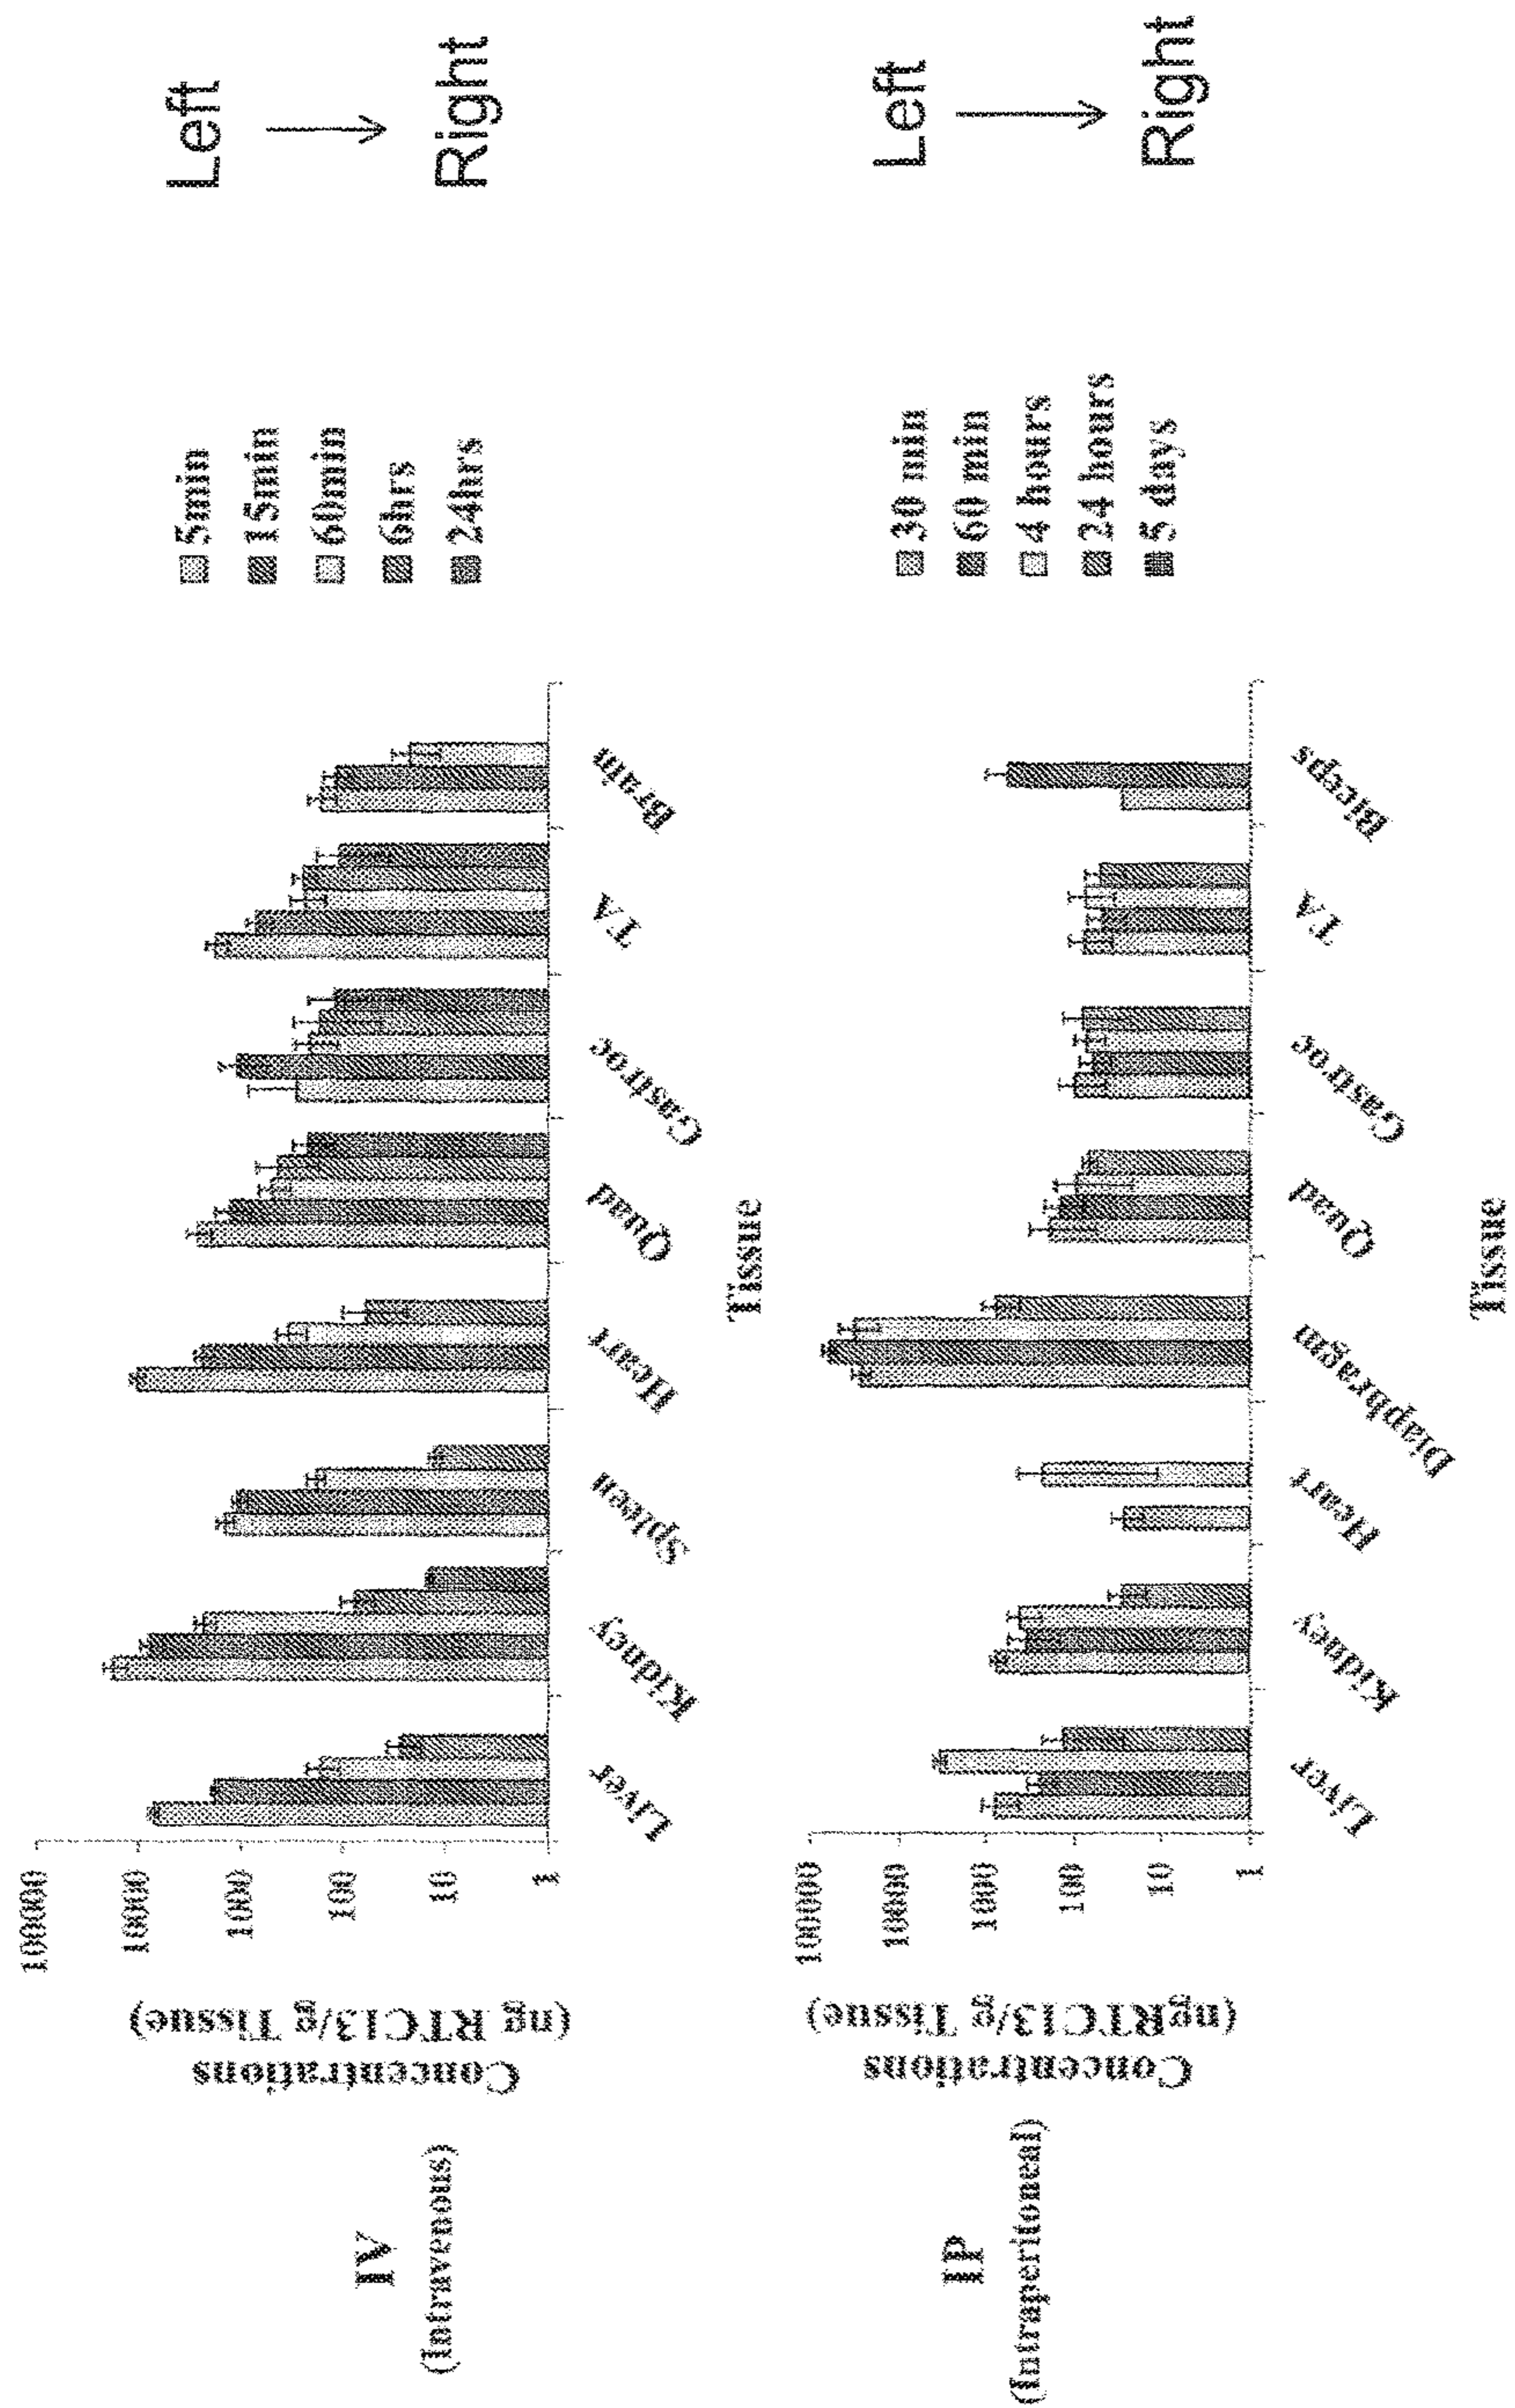 IV
(Intravenous)
Concentrations
(ng RTC13/g Tissue)
100000
10000
1000
100
10
1
Liver
Kidney
Spleen
Heart
Quad
Gastroc
TA
Brain
Tissue
5min
15min
60min
6hrs
24hrs
Left
Right
IP
(Intraperitoneal)
Concentrations
(ngRTC13/g Tissue)
100000
10000
1000
100
10
1
Liver
Kidney
Heart
Diaphragm
Quad
Gastroc
TA
Biceps
Tissue
30 min
60 min
4 hours
24 hours
5 days
Left
Right